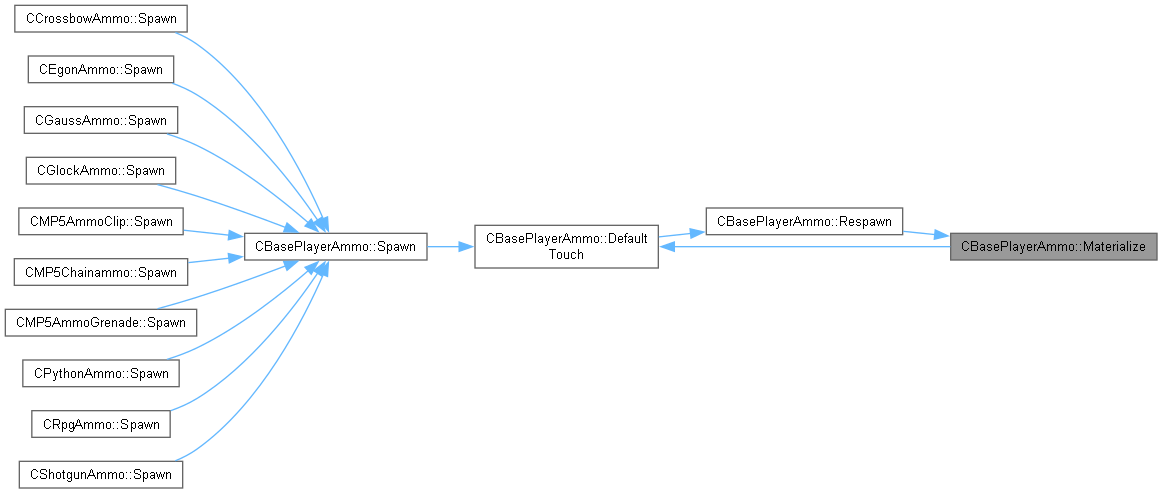 CCrossbowAmmo::Spawn
CEgonAmmo::Spawn
CGaussAmmo::Spawn
CGlockAmmo::Spawn
CMP5AmmoClip::Spawn
CMP5Chainammo::Spawn
CMP5AmmoGrenade::Spawn
CPythonAmmo::Spawn
CRpgAmmo::Spawn
CShotgunAmmo::Spawn
CBasePlayerAmmo::Spawn
CBasePlayerAmmo::Default
Touch
CBasePlayerAmmo::Respawn
CBasePlayerAmmo::Materialize